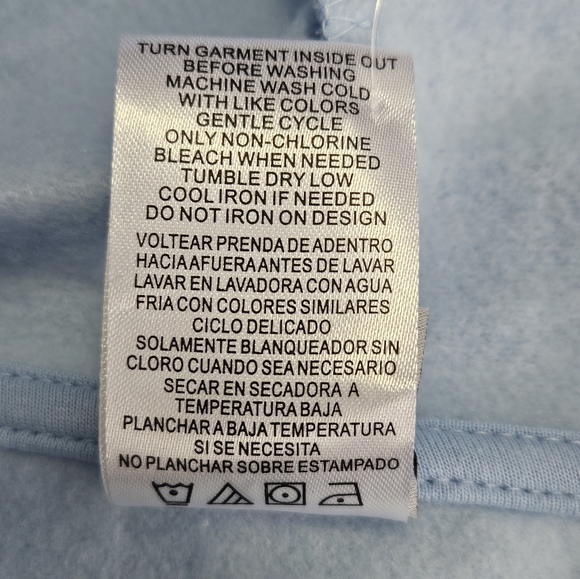 TURN GARMENT INSIDE OUT
BEFORE WASHING
MACHINE WASH COLD
WITH LIKE COLORS
GENTLE CYCLE
ONLY NON-CHLORINE
BLEACH WHEN NEEDED
TUMBLE DRY LOW
COOL IRON IF NEEDED
DO NOT IRON ON DESIGN
VOLTEAR PRENDA DE ADENTRO
HACIA AFUERA ANTES DE LAVAR
LAVAR EN LAVADORA CON AGUA
FRIA CON COLORES SIMILARES
CICLO DELICADO
SOLAMENTE BLANQUEADOR SIN
CLORO CUANDO SEA NECESARIO
SECAR EN SECADORA A
TEMPERATURA BAJA
PLANCHAR A BAJA TEMPERATURA
SI SE NECESITA
NO PLANCHAR SOBRE ESTAMPADO